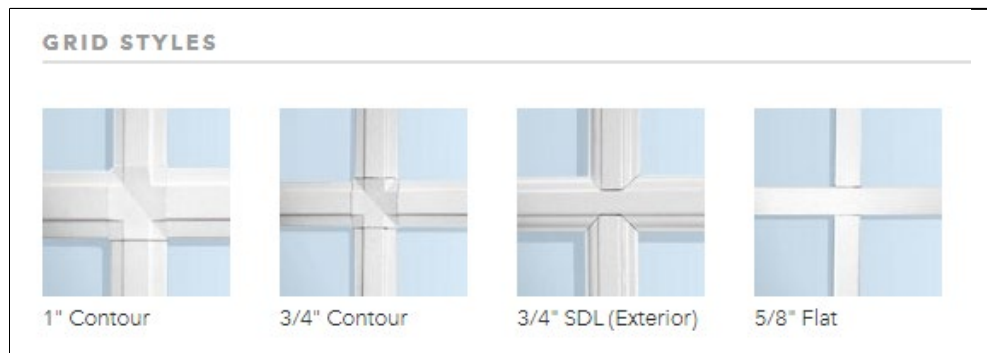 GRID STYLES
1" Contour
3/4" Contour
3/4" SDL (Exterior)
5/8" Flat